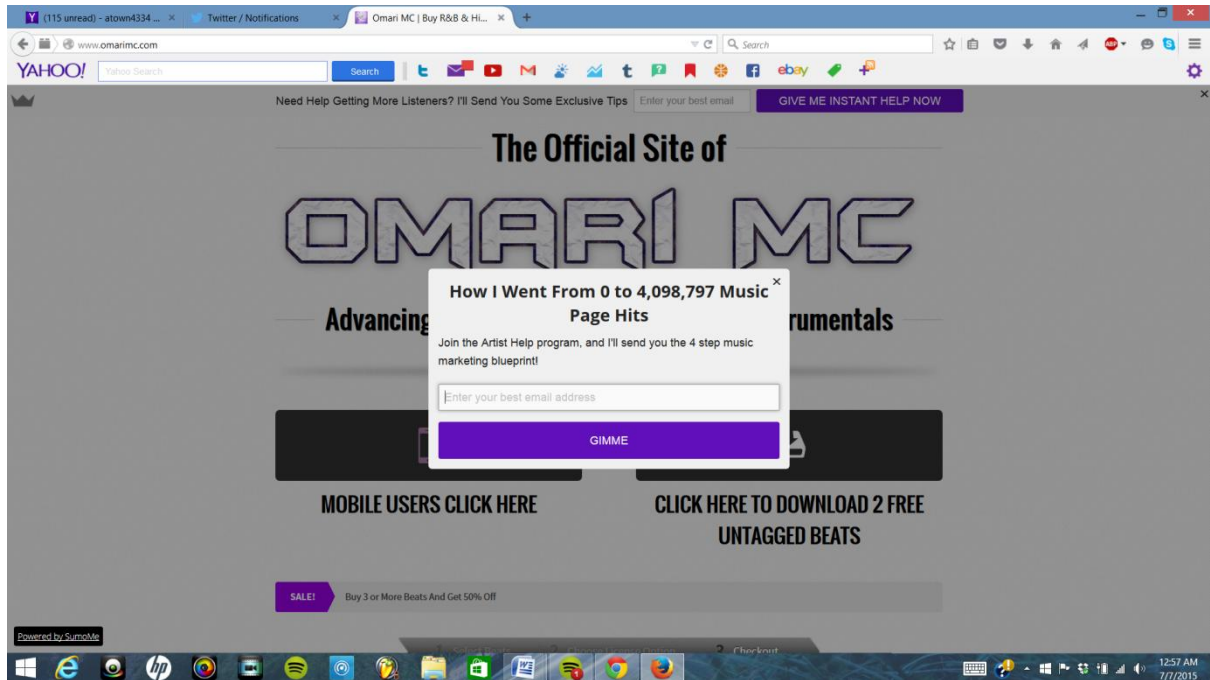 (115 unread) - atown4334 ...
Twitter / Notifications
Omari MC | Buy R&B & Hi...
www.omarimc.com
Search
YAHOO!
Yahoo Search
Search
ebay
Need Help Getting More Listeners? I'll Send You Some Exclusive Tips
Enter your best email
GIVE ME INSTANT HELP NOW
The Official Site of
OMARI MC
How I Went From 0 to 4,098,797 Music
Page Hits
Advancing
rumentals
Join the Artist Help program, and I'll send you the 4 step music
marketing blueprint!
Enter your best email address
GIMME
MOBILE USERS CLICK HERE
CLICK HERE TO DOWNLOAD 2 FREE
UNTAGGED BEATS
SALE!
Buy 3 or More Beats And Get 50% Off
Powered by SumoMe
Checkout
12:57 AM
7/7/2015